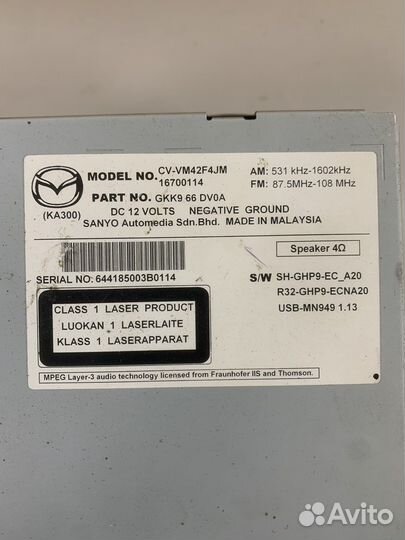 MODEL NO. CV-VM42F4JM
16700114
AM: 531 kHz-1602kHz
FM: 87.5MHz-108 MHz
PART NO. GKK9 66 DV0A
(KA300)
DC 12 VOLTS NEGATIVE GROUND
SANYO Automedia Sdn.Bhd. MADE IN MALAYSIA
Speaker 4Ω
SERIAL NO: 644185003B0114
S/W SH-GHP9-EC_A20
R32-GHP9-ECNA20
USB-MN949 1.13
CLASS 1 LASER PRODUCT
LUOKAN 1 LASERLAITE
KLASS 1 LASERAPPARAT
MPEG Layer-3 audio technology licensed from Fraunhofer IIS and Thomson.
Avito